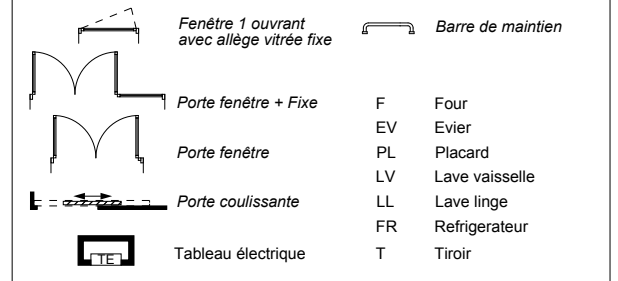 Fenêtre 1 ouvrant
avec allège vitrée fixe
Barre de maintien
Porte fenêtre + Fixe
Porte fenêtre
Porte coulissante
TE
Tableau électrique
F Four
EV Evier
PL Placard
LV Lave vaisselle
LL Lave linge
FR Refrigerateur
T Tiroir